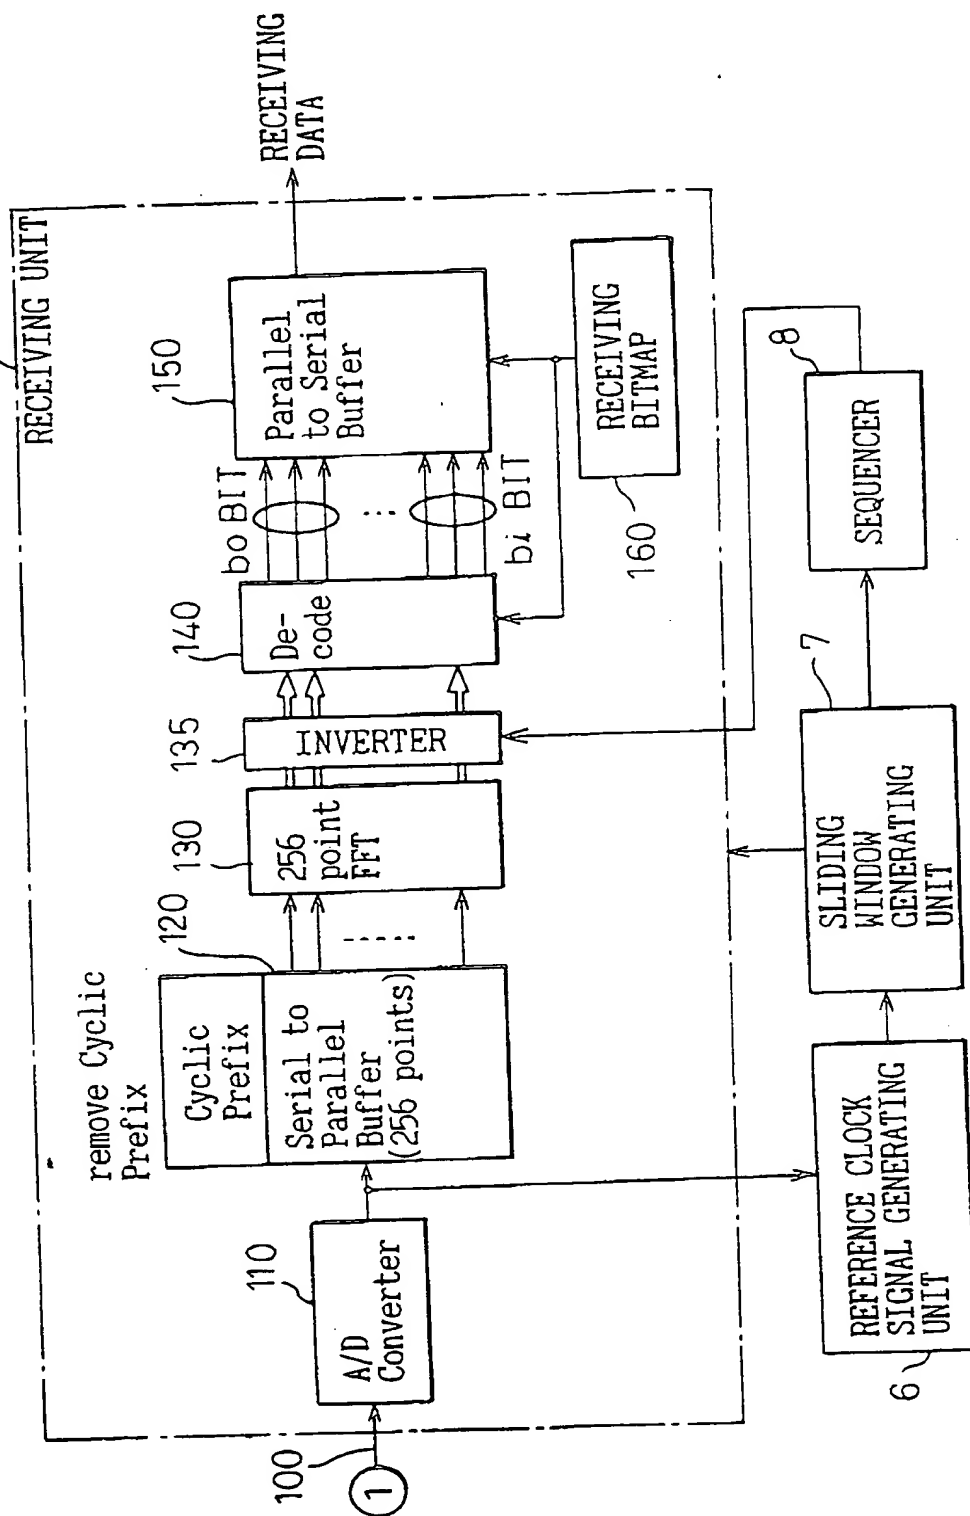 RECEIVING UNIT
remove Cyclic
Prefix
1
100
110
A/D
Converter
Cyclic
Prefix
120
Serial to
Parallel
Buffer
(256 points)
130
256
point
FFT
135
INVERTER
140
De-
code
bo BIT
bi BIT
150
Parallel
to Serial
Buffer
RECEIVING
DATA
160
RECEIVING
BITMAP
6
REFERENCE CLOCK
SIGNAL GENERATING
UNIT
7
SLIDING
WINDOW
GENERATING
UNIT
8
SEQUENCER